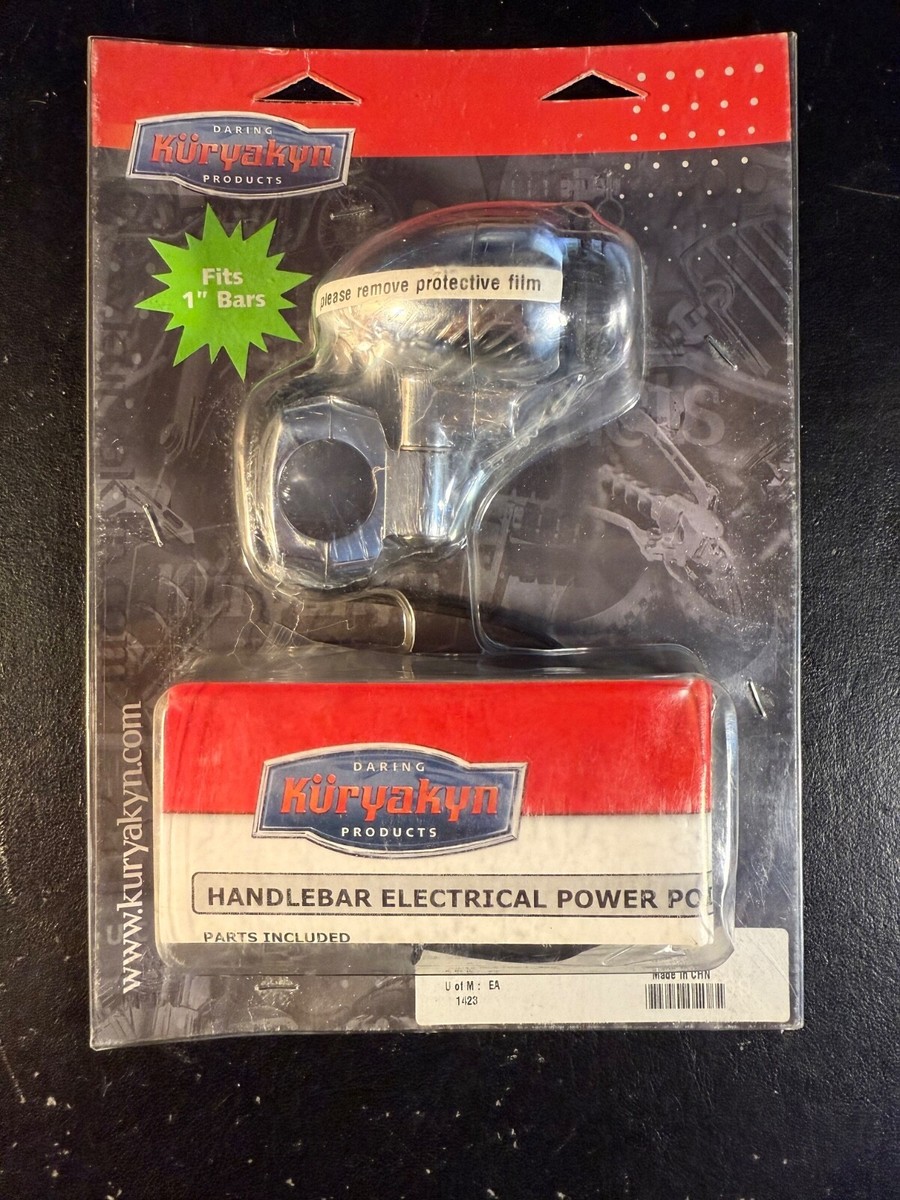 DARING
Küryakyn
PRODUCTS
Fits
1" Bars
please remove protective film
www.kuryakyn.com
DARING
Küryakyn
PRODUCTS
HANDLEBAR ELECTRICAL POWER POI
PARTS INCLUDED
Made in CHN
U of M : EA
1423